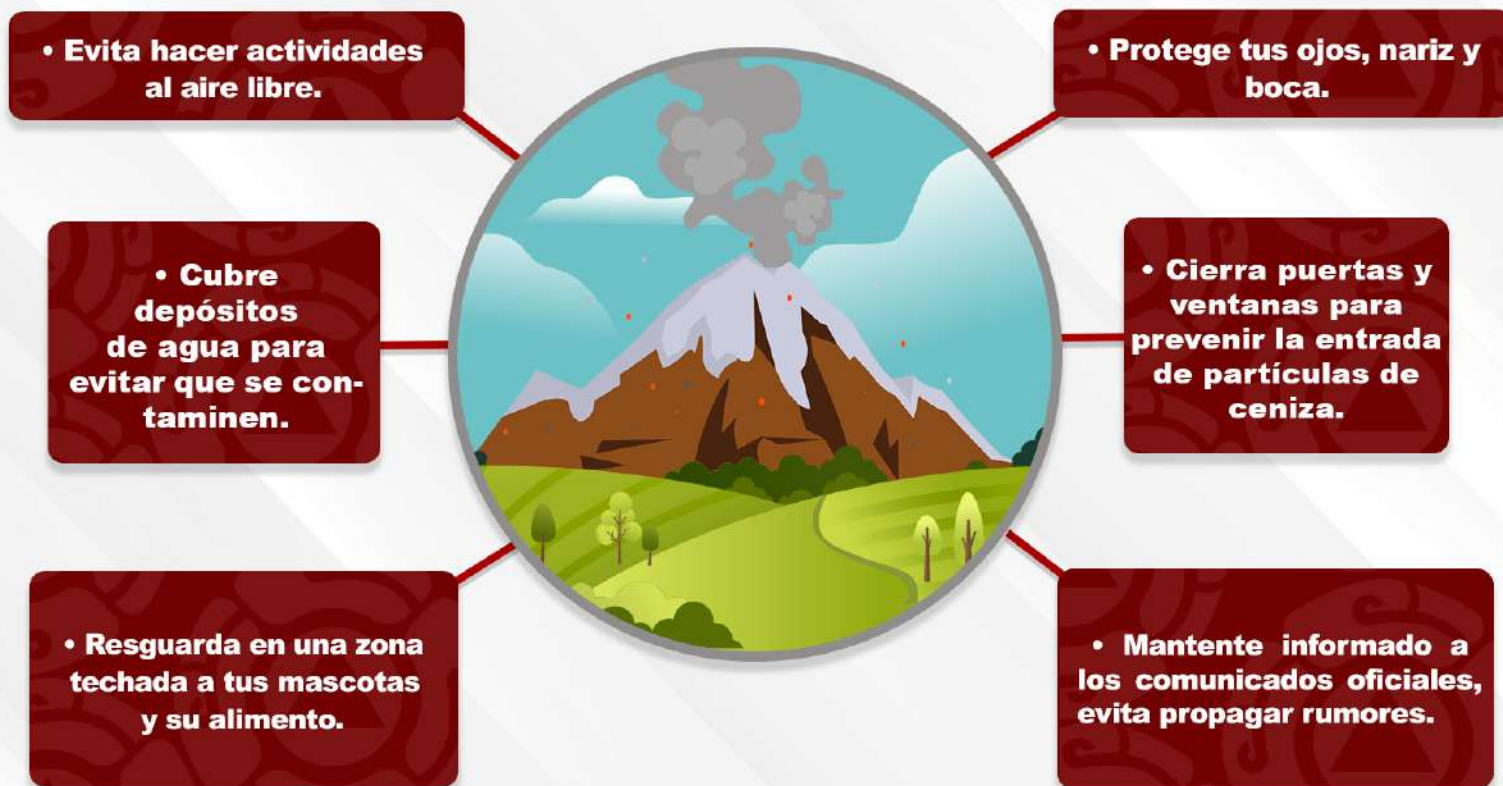 • Evita hacer actividades
al aire libre.
• Protege tus ojos, nariz y
boca.
• Cubre
depósitos
de agua para
evitar que se con-
taminen.
• Cierra puertas y
ventanas para
prevenir la entrada
de partículas de
ceniza.
• Resguarda en una zona
techada a tus mascotas
y su alimento.
• Mantente informado a
los comunicados oficiales,
evita propagar rumores.